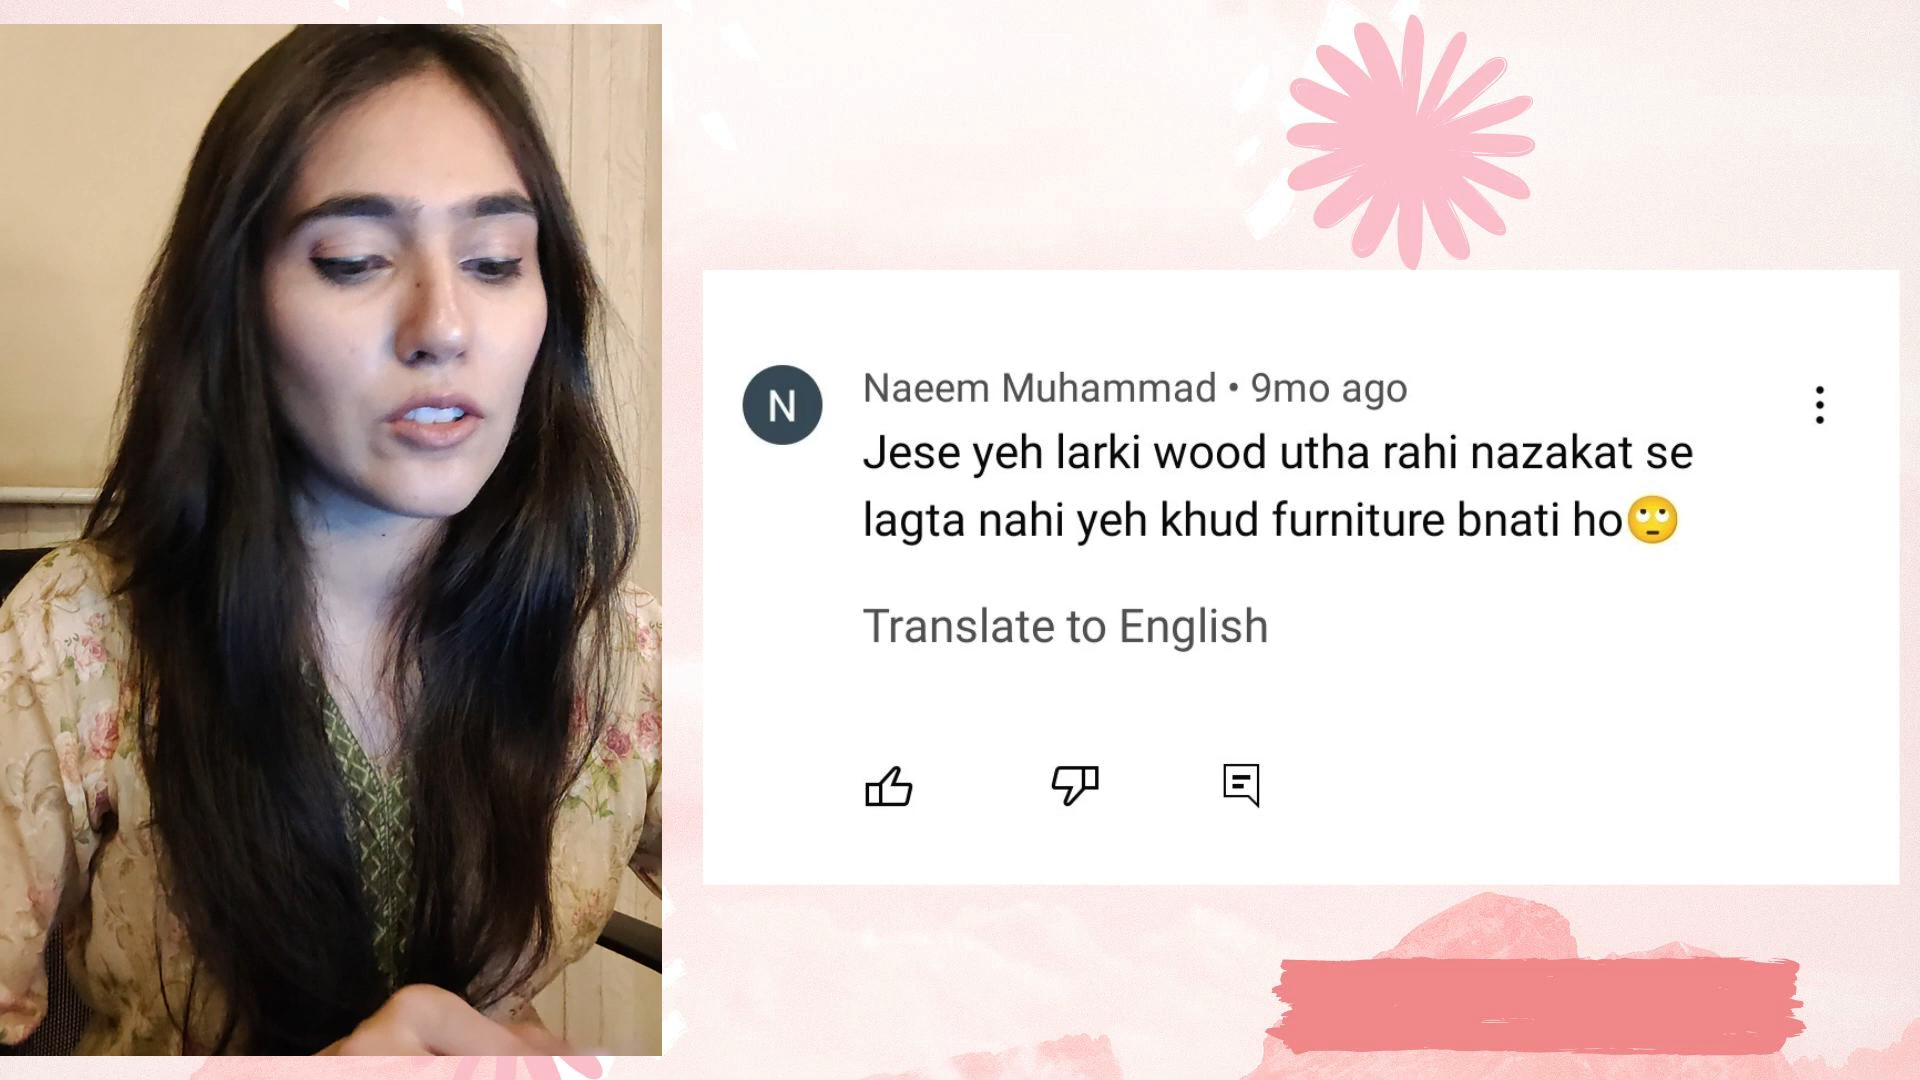 N
Naeem Muhammad • 9mo ago
Jese yeh larki wood utha rahi nazakat se
lagta nahi yeh khud furniture bnati ho🙄
Translate to English